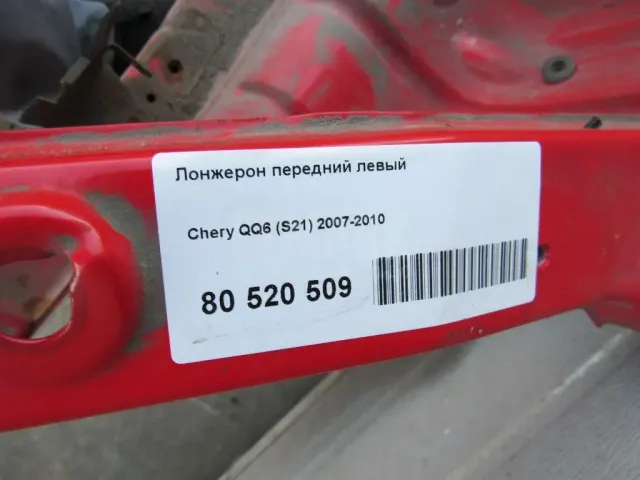 Лонжерон передний левый
Chery QQ6 (S21) 2007-2010
80 520 509